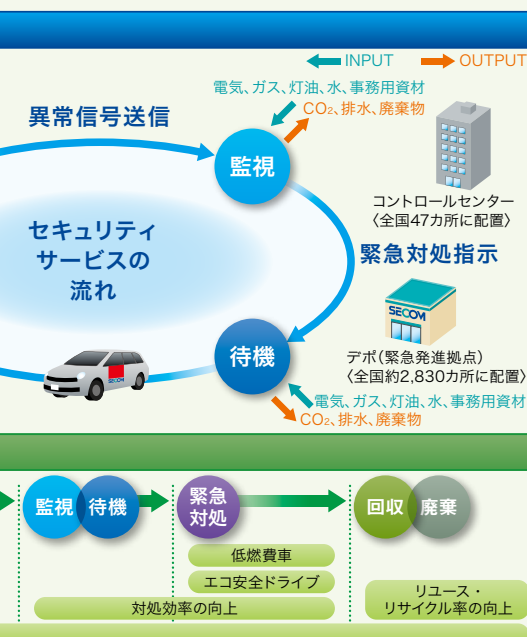 INPUT
OUTPUT
電気、ガス、灯油、水、事務用資材
CO₂、排水、廃棄物
異常信号送信
監視
コントロールセンター
〈全国47カ所に配置〉
セキュリティ
サービスの
流れ
緊急対処指示
SECOM
待機
デポ(緊急発進拠点)
〈全国約2,830カ所に配置〉
SECOM
電気、ガス、灯油、水、事務用資材
CO₂、排水、廃棄物
監視
待機
緊急
対処
回収
廃棄
低燃費車
エコ安全ドライブ
対処効率の向上
リユース・
リサイクル率の向上